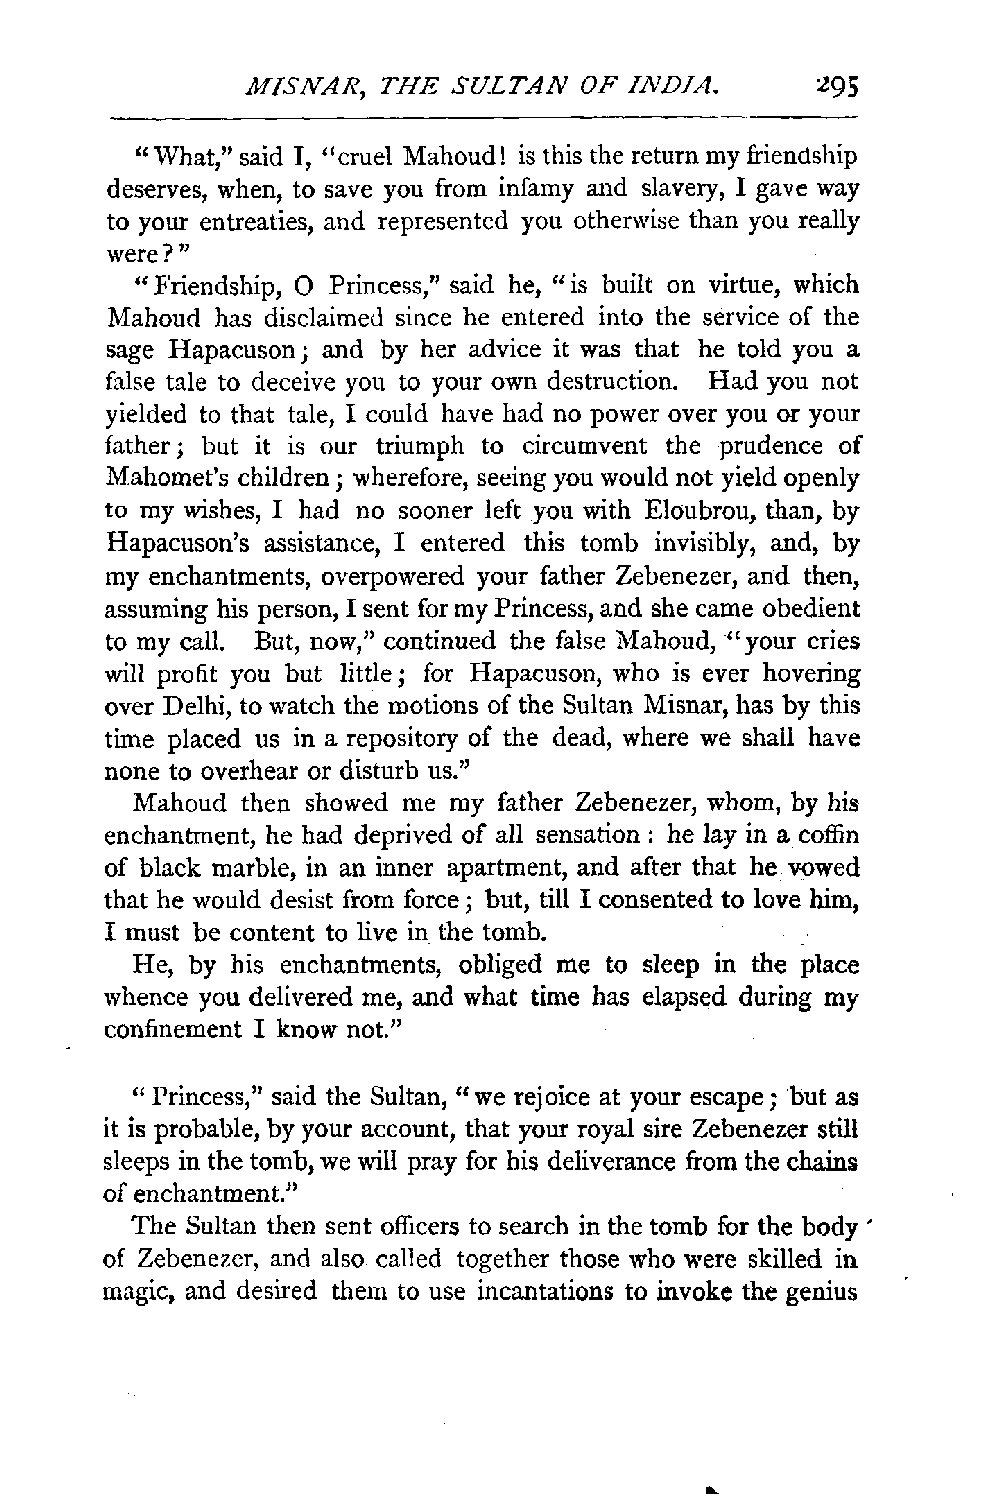 MISNAR, THE SULTAN OF INDIA. 295
"What," said I, "cruel Mahoud! is this the return my friendship
deserves, when, to save you from infamy and slavery, I gave way
to your entreaties, and represented you otherwise than you really
were?"
"Friendship, O Princess," said he, "is built on virtue, which
Mahoud has disclaimed since he entered into the service of the
sage Hapacuson; and by her advice it was that he told you a
false tale to deceive you to your own destruction. Had you not
yielded to that tale, I could have had no power over you or your
father; but it is our triumph to circumvent the prudence of
Mahomet's children; wherefore, seeing you would not yield openly
to my wishes, I had no sooner left you with Eloubrou, than, by
Hapacuson's assistance, I entered this tomb invisibly, and, by
my enchantments, overpowered your father Zebenezer, and then,
assuming his person, I sent for my Princess, and she came obedient
to my call. But, now," continued the false Mahoud, "your cries
will profit you but little; for Hapacuson, who is ever hovering
over Delhi, to watch the motions of the Sultan Misnar, has by this
time placed us in a repository of the dead, where we shall have
none to overhear or disturb us."
Mahoud then showed me my father Zebenezer, whom, by his
enchantment, he had deprived of all sensation: he lay in a coffin
of black marble, in an inner apartment, and after that he vowed
that he would desist from force; but, till I consented to love him,
I must be content to live in the tomb.
He, by his enchantments, obliged me to sleep in the place
whence you delivered me, and what time has elapsed during my
confinement I know not."
"Princess," said the Sultan, "we rejoice at your escape; but as
it is probable, by your account, that your royal sire Zebenezer still
sleeps in the tomb, we will pray for his deliverance from the chains
of enchantment."
The Sultan then sent officers to search in the tomb for the body
of Zebenezer, and also called together those who were skilled in
magic, and desired them to use incantations to invoke the genius